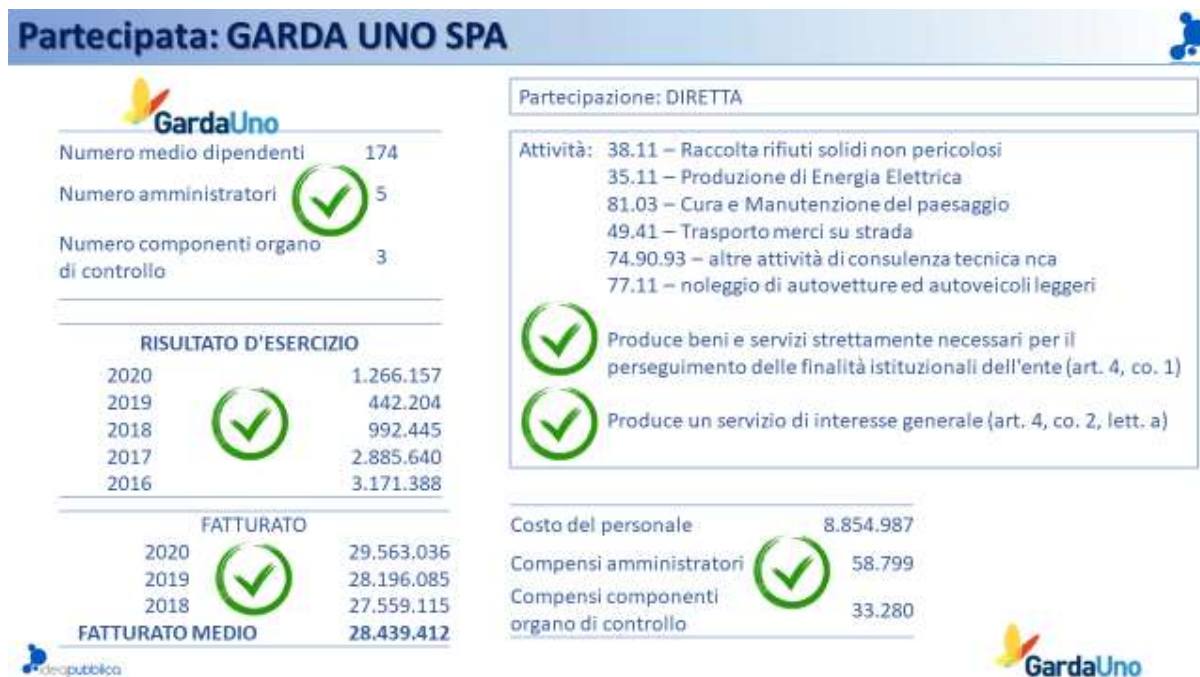 Partecipata: GARDA UNO SPA
GardaUno
Numero medio dipendenti 174
Numero amministratori 5
Numero componenti organo
di controllo 3
RISULTATO D'ESERCIZIO
2020 1.266.157
2019 442.204
2018 992.445
2017 2.885.640
2016 3.171.388
FATTURATO
2020 29.563.036
2019 28.196.085
2018 27.559.115
FATTURATO MEDIO 28.439.412
Partecipazione: DIRETTA
Attività: 38.11 – Raccolta rifiuti solidi non pericolosi
35.11 – Produzione di Energia Elettrica
81.03 – Cura e Manutenzione del paesaggio
49.41 – Trasporto merci su strada
74.90.93 – altre attività di consulenza tecnica nca
77.11 – noleggio di autovetture ed autoveicoli leggeri
Produce beni e servizi strettamente necessari per il
perseguimento delle finalità istituzionali dell'ente (art. 4, co. 1)
Produce un servizio di interesse generale (art. 4, co. 2, lett. a)
Costo del personale 8.854.987
Compensi amministratori 58.799
Compensi componenti
organo di controllo 33.280
ideapubblica
GardaUno